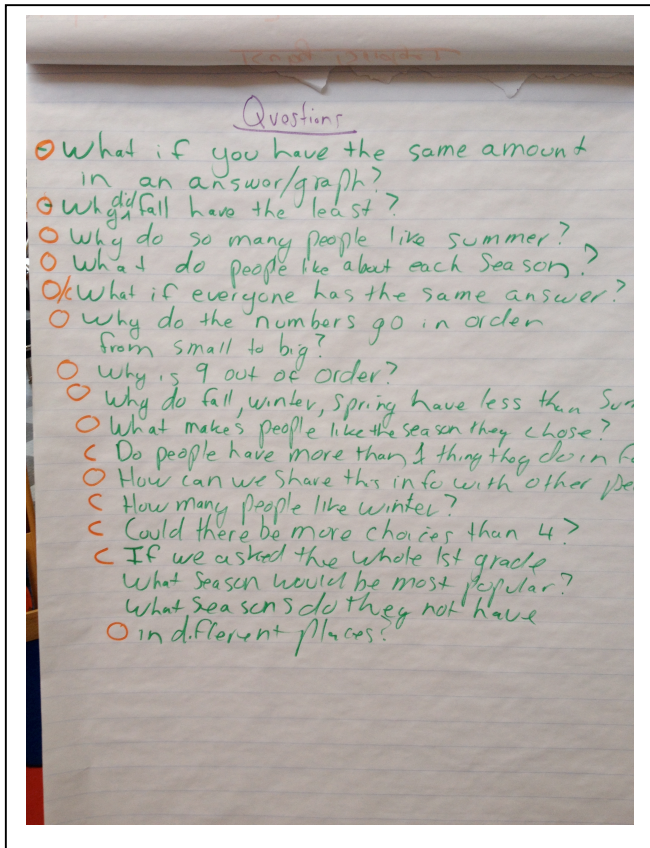 Questions
O What if you have the same amount
in an answer/graph?
O Why did fall have the least?
O Why do so many people like summer?
O What do people like about each Season?
O/C What if everyone has the same answer?
O Why do the numbers go in order
from small to big?
O Why is 9 out of order?
O Why do fall, winter, spring have less than Sum
O What makes people like the season they chose?
C Do people have more than 1 thing they do in fa
O How can we share this info with other pe
C How many people like winter?
C Could there be more choices than 4?
C If we asked the whole 1st grade
What season would be most popular?
What seasons do they not have
O in different places?